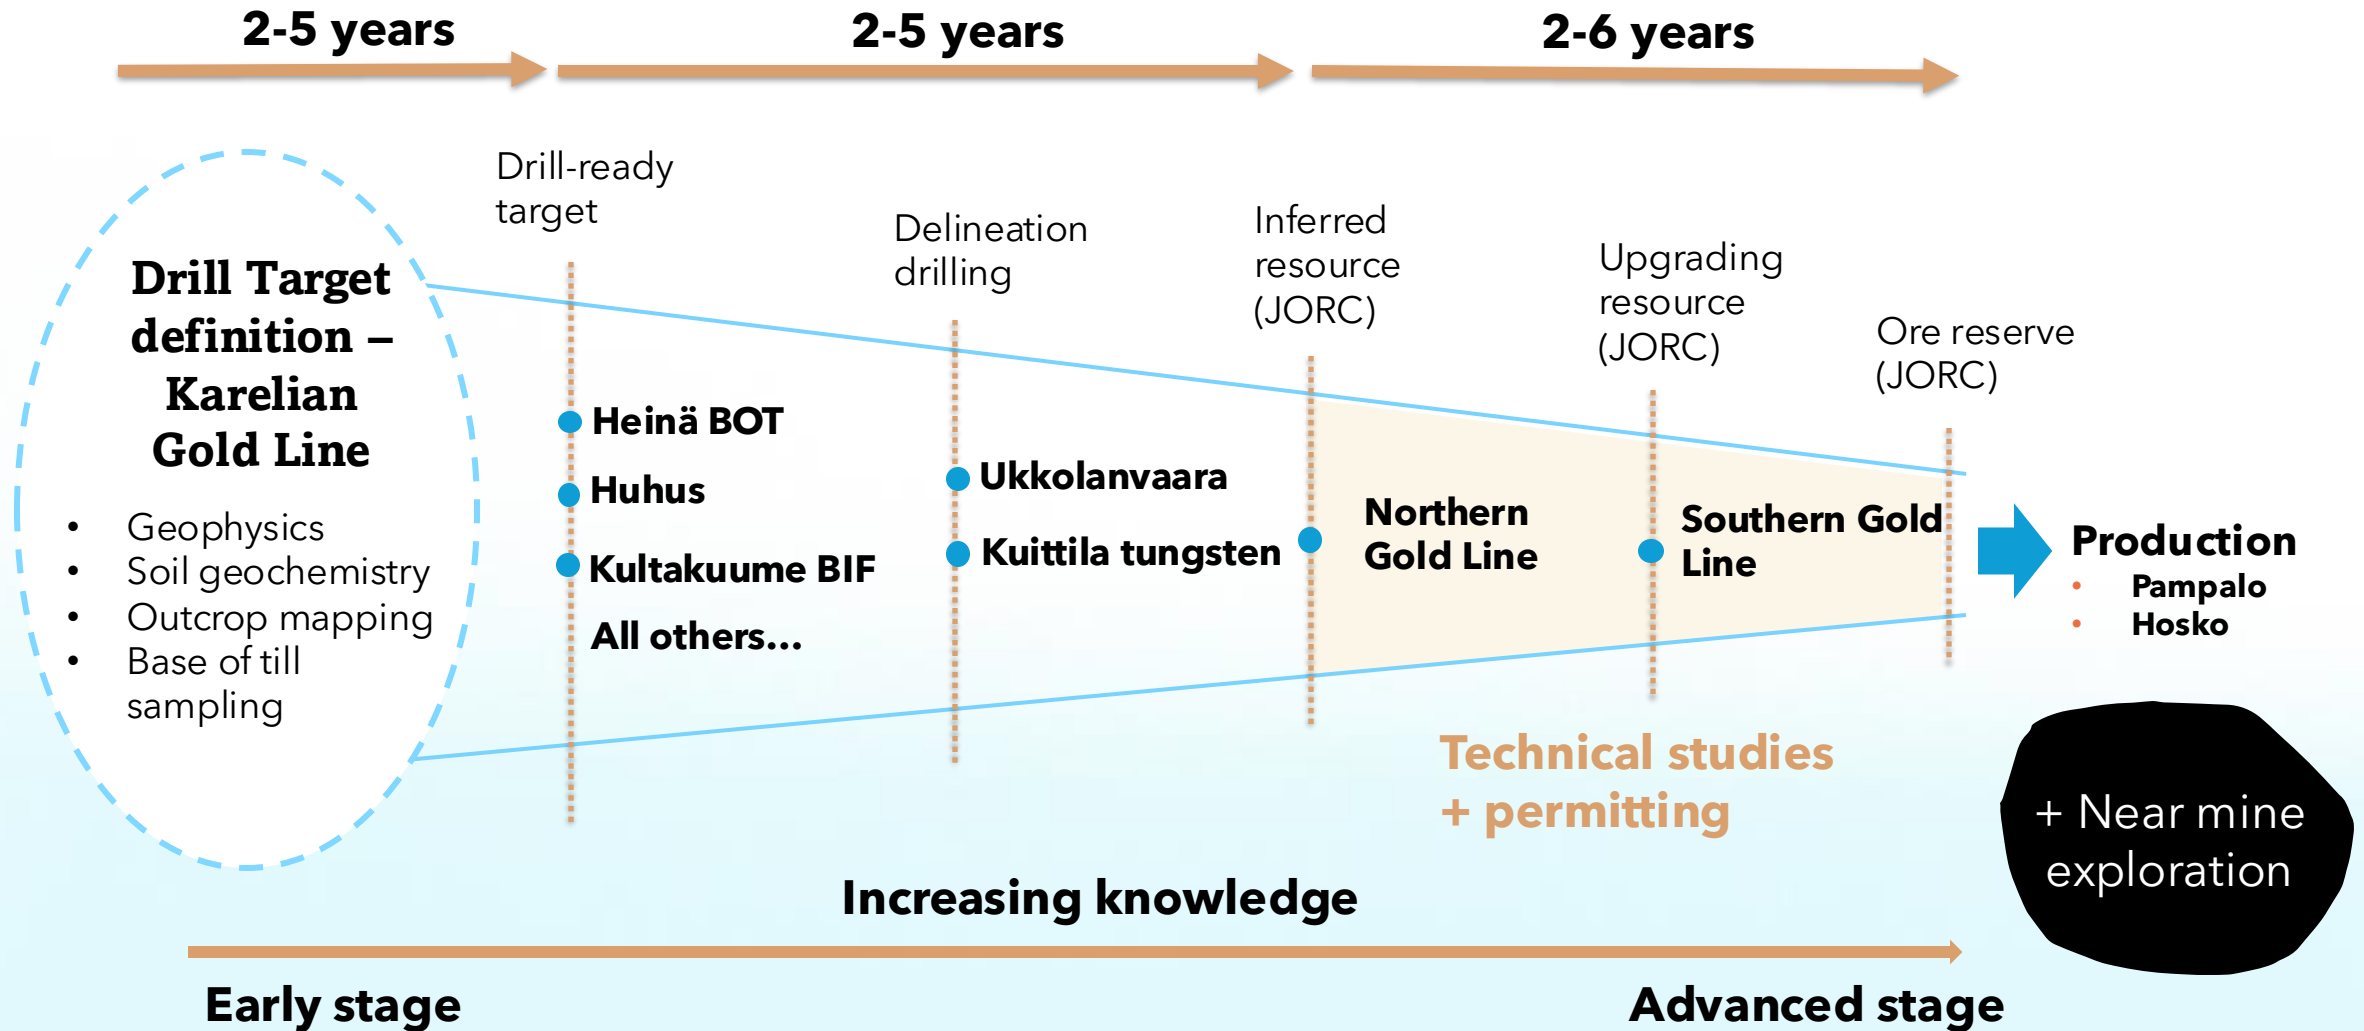 2-5 years
2-5 years
2-6 years
Drill-ready
target
Delineation
drilling
Inferred
resource
(JORC)
Upgrading
resource
(JORC)
Ore reserve
(JORC)
Drill Target
definition –
Karelian
Gold Line
• Geophysics
• Soil geochemistry
• Outcrop mapping
• Base of till
sampling
Heinä BOT
Huhus
Kultakuume BIF
All others...
Ukkolanvaara
Kuittila tungsten
Northern
Gold Line
Southern Gold
Line
Production
• Pampalo
• Hosko
Technical studies
+ permitting
+ Near mine
exploration
Increasing knowledge
Early stage
Advanced stage